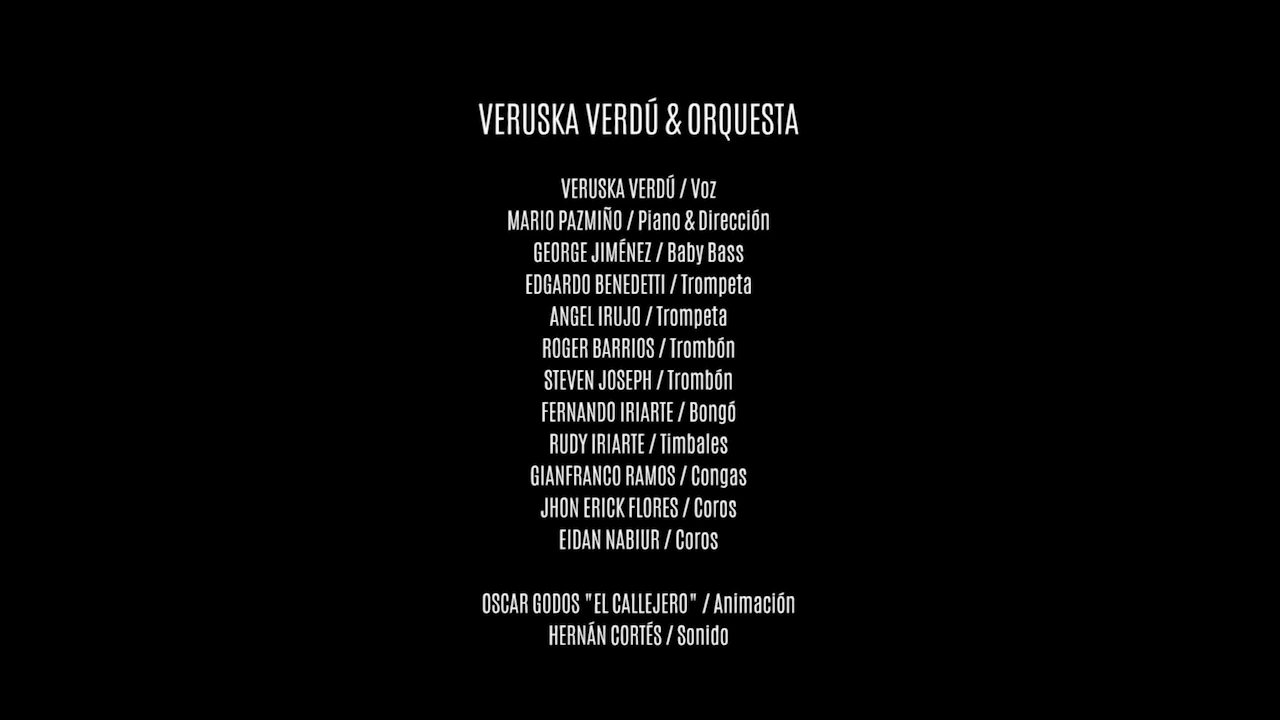 VERUSKA VERDÚ & ORQUESTA
VERUSKA VERDÚ / Voz
MARIO PAZMIÑO / Piano & Dirección
GEORGE JIMÉNEZ / Baby Bass
EDGARDO BENEDETTI / Trompeta
ANGEL IRUJO / Trompeta
ROGER BARRIOS / Trombón
STEVEN JOSEPH / Trombón
FERNANDO IRIARTE / Bongó
RUDY IRIARTE / Timbales
GIANFRANCO RAMOS / Congas
JHON ERICK FLORES / Coros
EIDAN NABIUR / Coros
OSCAR GODOS "EL CALLEJERO" / Animación
HERNÁN CORTÉS / Sonido